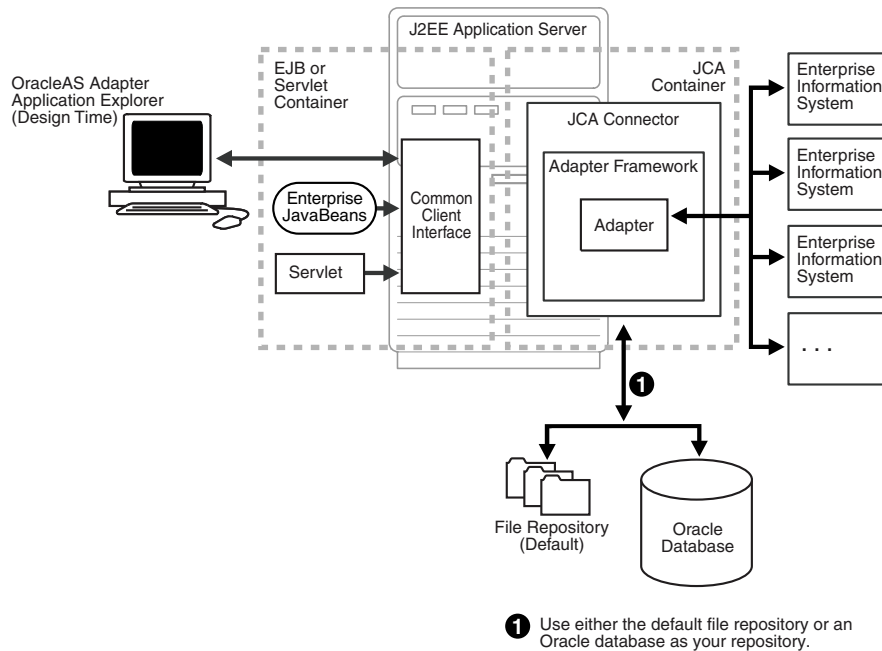 J2EE Application Server
OracleAS Adapter
Application Explorer
(Design Time)
EJB or
Servlet
Container
JCA
Container
JCA Connector
Adapter Framework
Adapter
Enterprise
JavaBeans
Common
Client
Interface
Servlet
Enterprise
Information
System
Enterprise
Information
System
Enterprise
Information
System
. . .
1
File Repository
(Default)
Oracle
Database
1 Use either the default file repository or an
Oracle database as your repository.